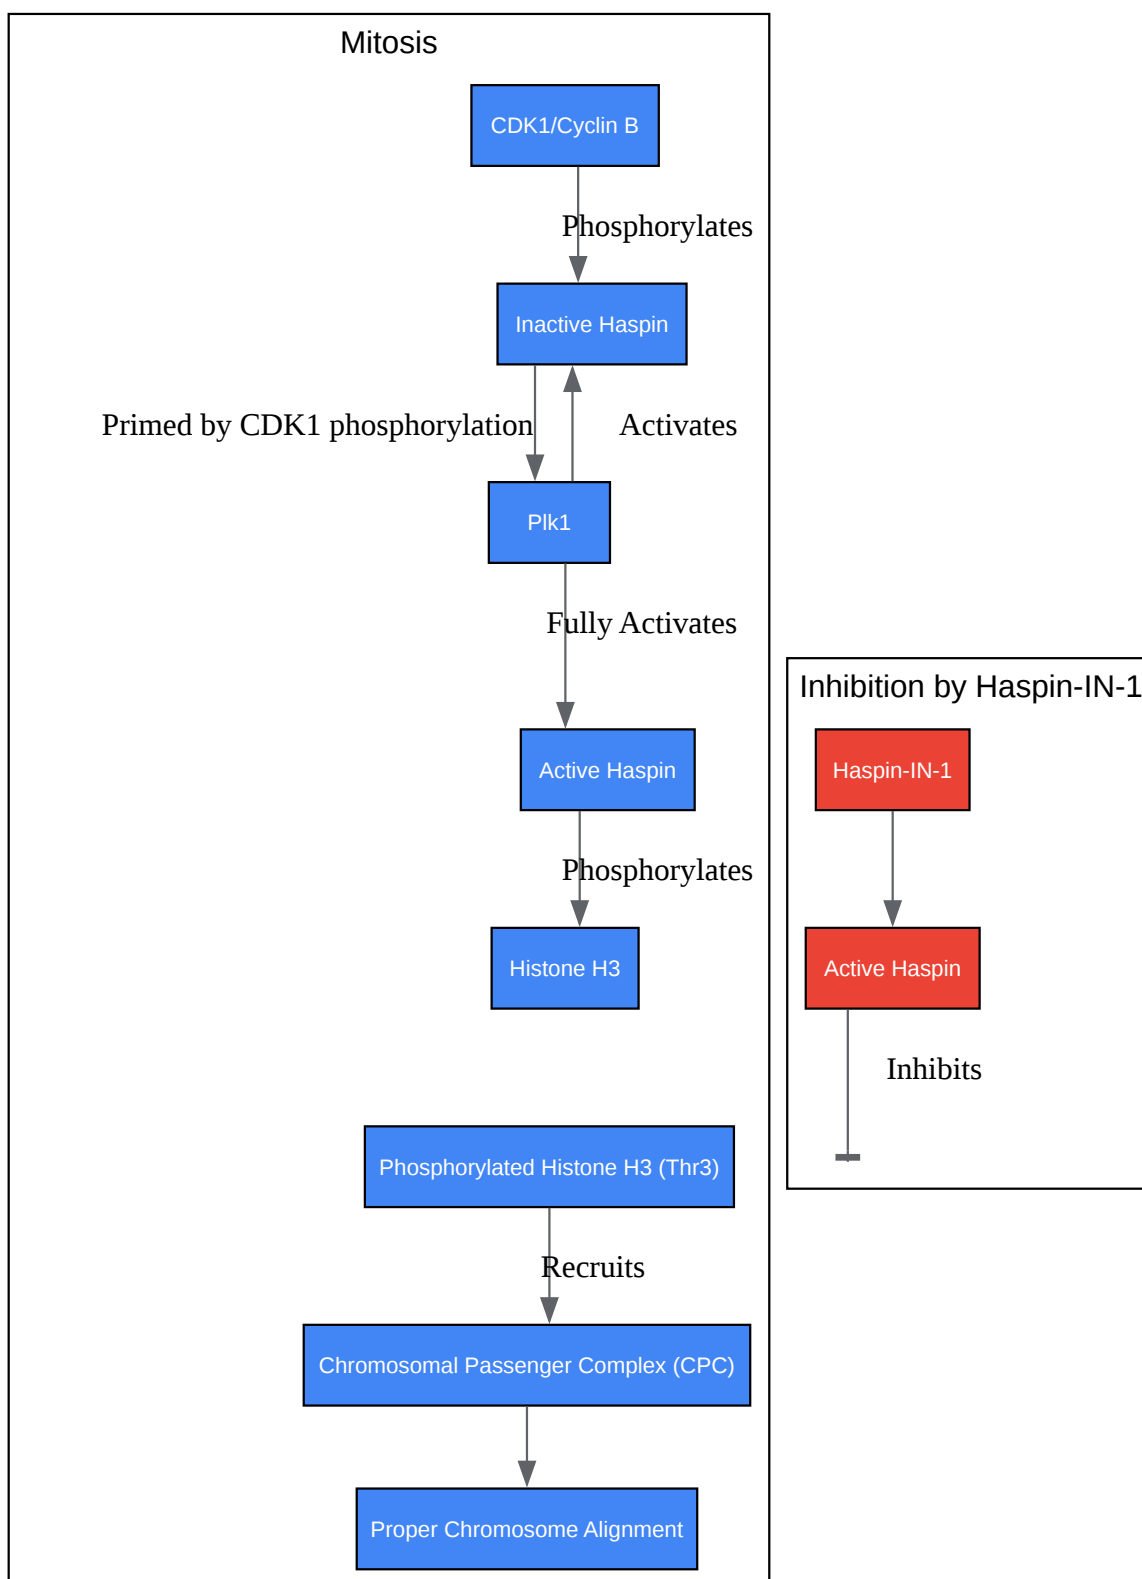 Mitosis
CDK1/Cyclin B
Phosphorylates
Inactive Haspin
Primed by CDK1 phosphorylation
Activates
Plk1
Fully Activates
Active Haspin
Phosphorylates
Histone H3
Phosphorylated Histone H3 (Thr3)
Recruits
Chromosomal Passenger Complex (CPC)
Proper Chromosome Alignment
Inhibition by Haspin-IN-1
Haspin-IN-1
Active Haspin
Inhibits